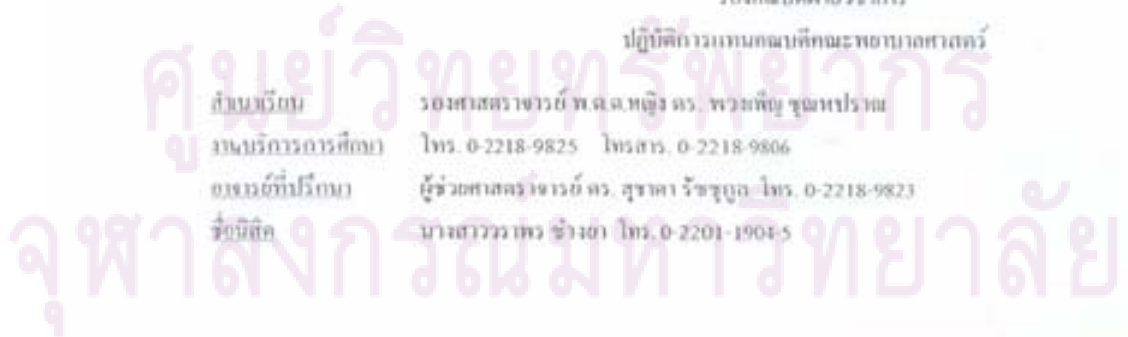 ปฏิบัติการแทนคณบดีคณะพยาบาลศาสตร์
ศูนย์วิทยทรัพยากร
สำเนาเรียน รองศาสตราจารย์ พ.ต.ต.หญิง ดร. พวงเพ็ญ ชุณหปราณ
งานบริการการศึกษา โทร. 0-2218-9825 โทรสาร. 0-2218-9806
อาจารย์ที่ปรึกษา ผู้ช่วยศาสตราจารย์ ดร. สุชาดา รัชชุกูล โทร. 0-2218-9823
ชื่อนิสิต นางสาววราพร ช่างยา โทร. 0-2201-1904-5
จุฬาลงกรณ์มหาวิทยาลัย